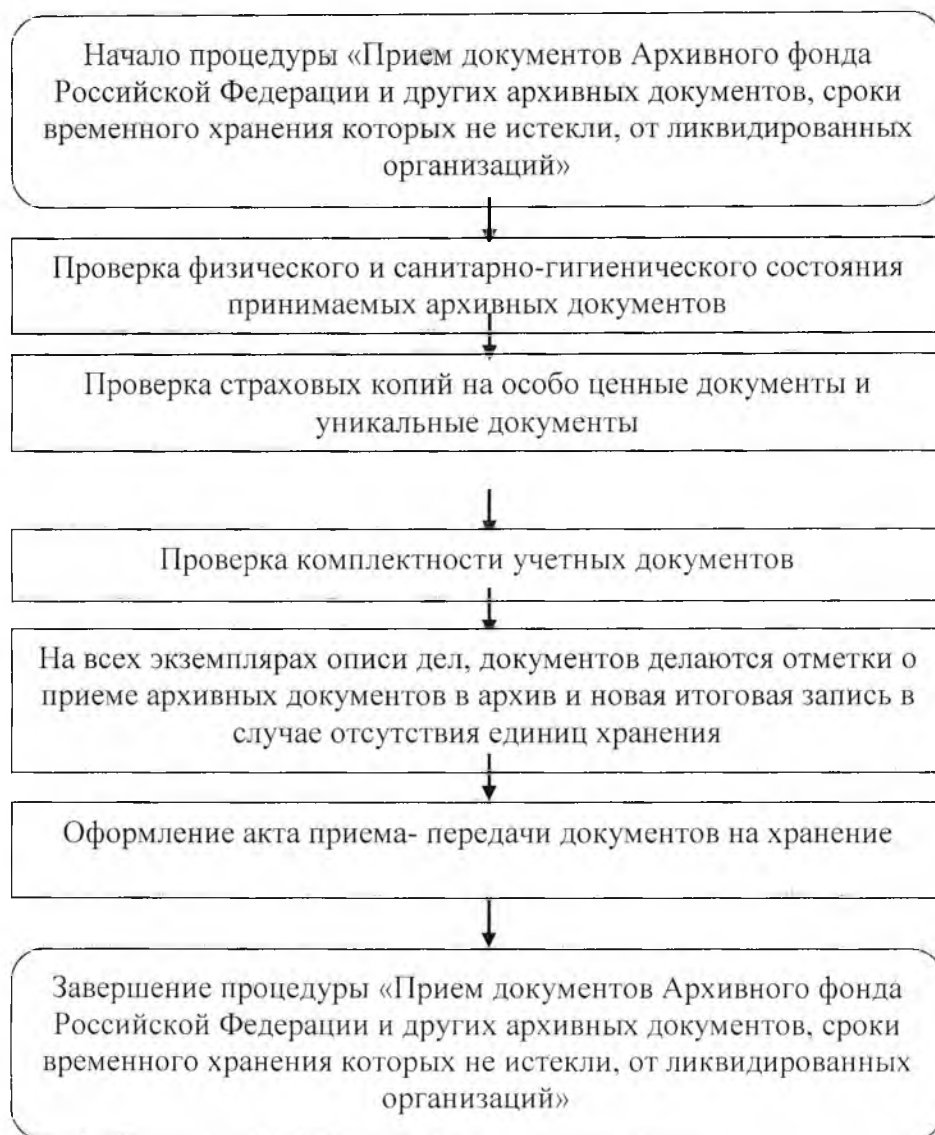 Начало процедуры «Прием документов Архивного фонда
Российской Федерации и других архивных документов, сроки
временного хранения которых не истекли, от ликвидированных
организаций»
Проверка физического и санитарно-гигиенического состояния
принимаемых архивных документов
Проверка страховых копий на особо ценные документы и
уникальные документы
Проверка комплектности учетных документов
На всех экземплярах описи дел, документов делаются отметки о
приеме архивных документов в архив и новая итоговая запись в
случае отсутствия единиц хранения
Оформление акта приема- передачи документов на хранение
Завершение процедуры «Прием документов Архивного фонда
Российской Федерации и других архивных документов, сроки
временного хранения которых не истекли, от ликвидированных
организаций»